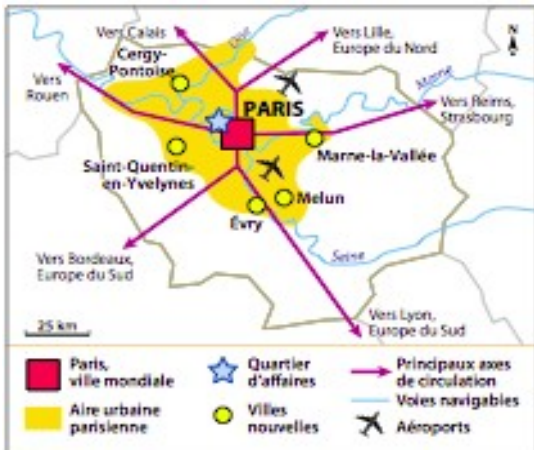 Vers Calais
Oise
Vers Lille,
Europe du Nord
N
Cergy-
Pontoise
Vers
Rouen
Marne
PARIS
Vers Reims,
Strasbourg
Saint-Quentin-
en-Yvelynes
Marne-la-Vallée
Melun
Évry
Vers Bordeaux,
Europe du Sud
Seine
Vers Lyon,
Europe du Sud
25 km
Paris,
ville mondiale
Quartier
d'affaires
Principaux axes
de circulation
Aire urbaine
parisienne
Villes
nouvelles
Voies navigables
Aéroports